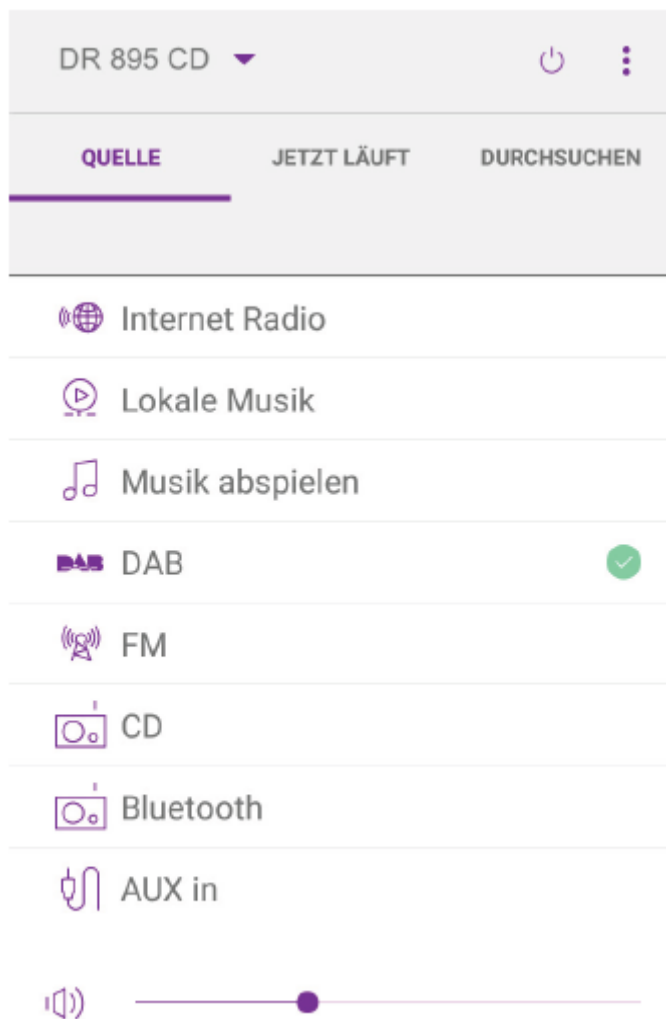 DR 895 CD
QUELLE JETZT LÄUFT DURCHSUCHEN
Internet Radio
Lokale Musik
Musik abspielen
DAB DAB
FM
CD
Bluetooth
AUX in